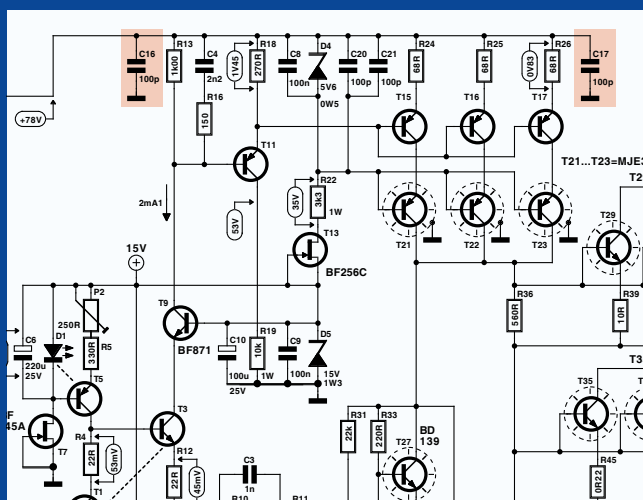 C16
100p
R13
1k00
C4
2n2
1V45
R18
270R
C8
100n
D4
5V6
0W5
C20
100p
C21
100p
R24
68R
R25
68R
0V83
R26
68R
C17
100p
+78V
R16
150
T15
T16
T17
T11
T21...T23=MJE
T2
2mA1
53V
35V
R22
3k3
1W
T29
T13
T21
T22
T23
15V
BF256C
P2
250R
D1
R5
330R
C6
220u
25V
T9
BF871
C10
100u
25V
R19
10k
1W
C9
100n
D5
15V
1W3
R36
560R
R39
10R
T3
T5
T35
T
F
45A
T7
T3
R4
22R
53mV
R12
22R
45mV
R31
22k
R33
220R
BD
139
T27
C3
1n
R45
0R22
T1
R10
R11